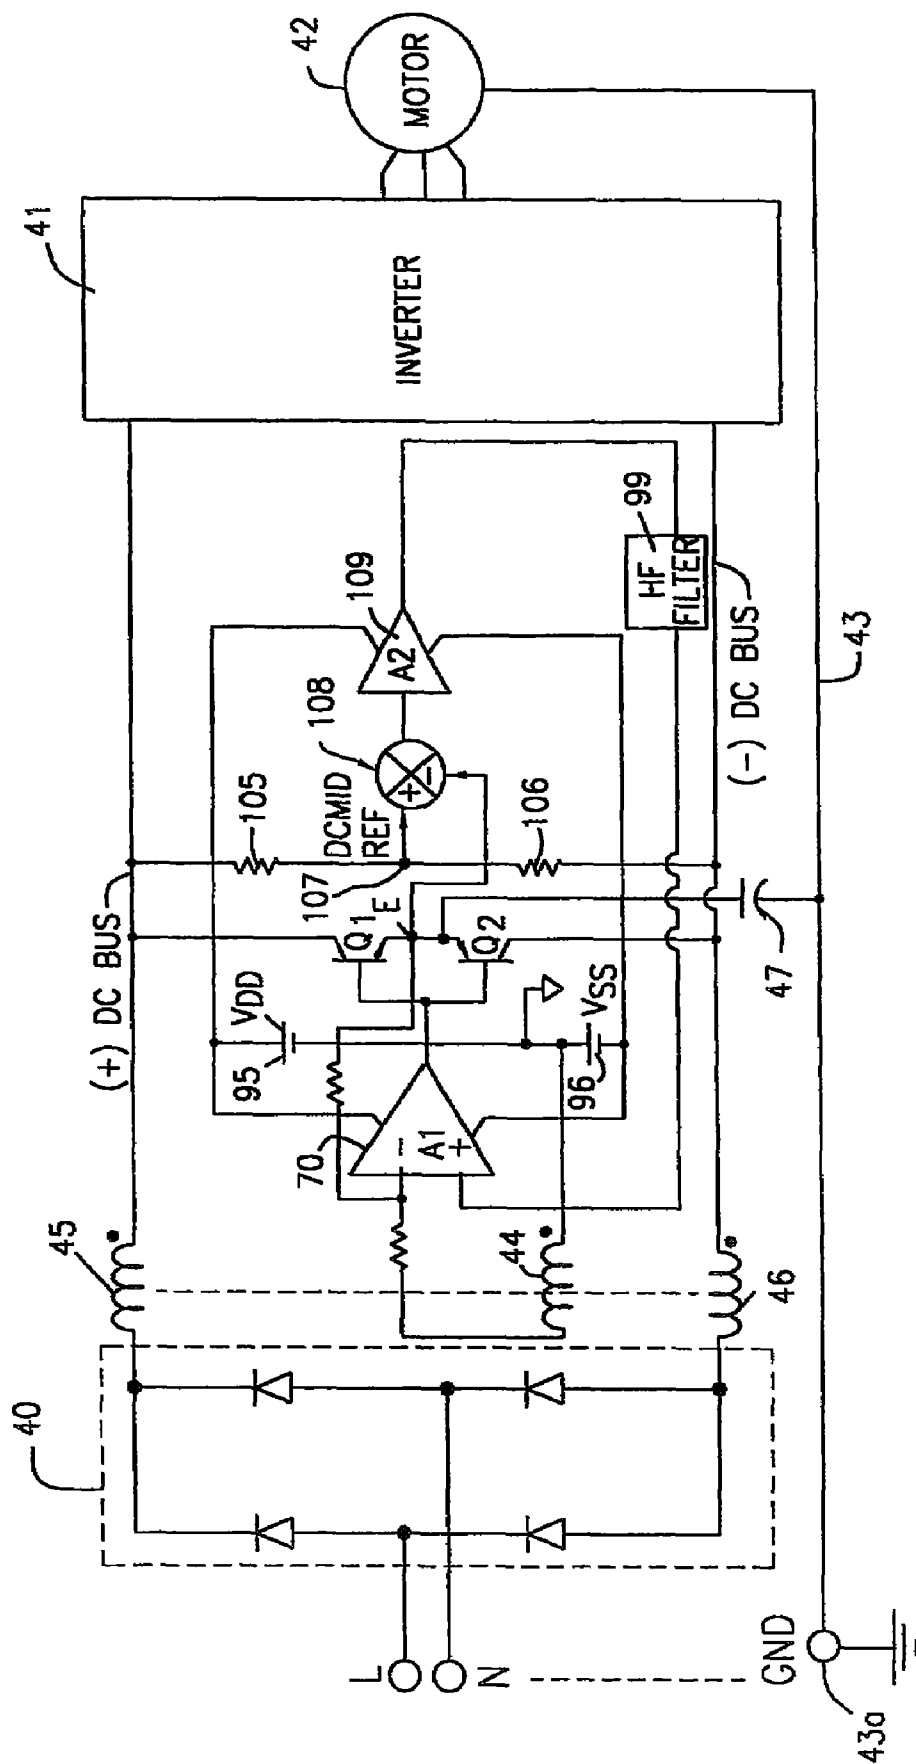 40
L
N
GND
43a
45
44
46
(+) DC BUS
95
VDD
70
−
A1
+
96
VSS
Q1
E
Q2
47
107
DCMID
REF
105
106
108
+
−
A2
109
HF
FILTER
99
(−) DC BUS
43
41
INVERTER
42
MOTOR